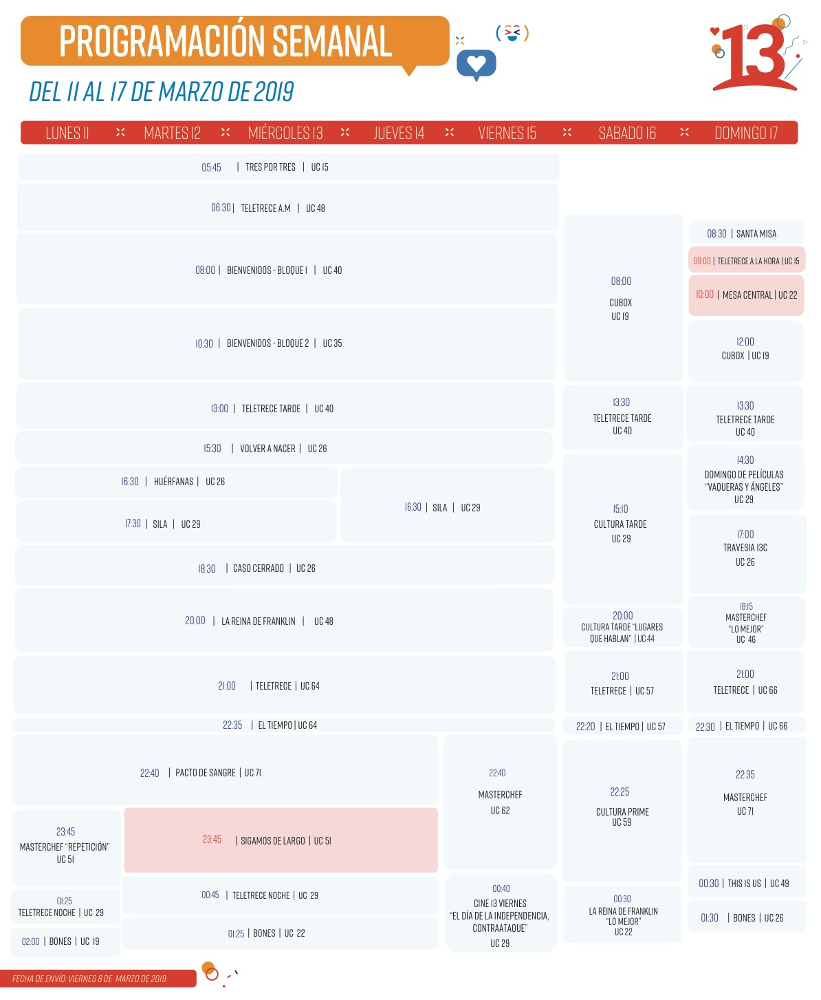 PROGRAMACIÓN SEMANAL
DEL 11 AL 17 DE MARZO DE 2019
13
LUNES 11
MARTES 12
MIÉRCOLES 13
JUEVES 14
VIERNES 15
SABADO 16
DOMINGO 17
05:45 | TRES POR TRES | UC 15
06:30 | TELETRECE A.M | UC 48
08:00 | BIENVENIDOS - BLOQUE 1 | UC 40
10:30 | BIENVENIDOS - BLOQUE 2 | UC 35
13:00 | TELETRECE TARDE | UC 40
15:30 | VOLVER A NACER | UC 26
16:30 | HUÉRFANAS | UC 26
17:30 | SILA | UC 29
16:30 | SILA | UC 29
18:30 | CASO CERRADO | UC 26
20:00 | LA REINA DE FRANKLIN | UC 48
21:00 | TELETRECE | UC 64
22:35 | EL TIEMPO | UC 64
22:40 | PACTO DE SANGRE | UC 71
23:45
MASTERCHEF “REPETICIÓN”
UC 51
01:25
TELETRECE NOCHE | UC 29
02:00 | BONES | UC 19
23:45 | SIGAMOS DE LARGO | UC 51
00:45 | TELETRECE NOCHE | UC 29
01:25 | BONES | UC 22
22:40
MASTERCHEF
UC 62
00:40
CINE 13 VIERNES
“EL DÍA DE LA INDEPENDENCIA,
CONTRAATAQUE”
UC 29
08:00
CUBOX
UC 19
13:30
TELETRECE TARDE
UC 40
15:10
CULTURA TARDE
UC 29
20:00
CULTURA TARDE “LUGARES
QUE HABLAN” | UC 44
21:00
TELETRECE | UC 57
22:20 | EL TIEMPO | UC 57
22:25
CULTURA PRIME
UC 59
00:30
LA REINA DE FRANKLIN
“LO MEJOR”
UC 22
08:30 | SANTA MISA
09:00 | TELETRECE A LA HORA | UC 15
10:00 | MESA CENTRAL | UC 22
12:00
CUBOX | UC 19
13:30
TELETRECE TARDE
UC 40
14:30
DOMINGO DE PELÍCULAS
“VAQUERAS Y ÁNGELES”
UC 29
17:00
TRAVESIA 13C
UC 26
18:15
MASTERCHEF
“LO MEJOR”
UC 46
21:00
TELETRECE | UC 66
22:30 | EL TIEMPO | UC 66
22:35
MASTERCHEF
UC 71
00:30 | THIS IS US | UC 49
01:30 | BONES | UC 26
FECHA DE ENVÍO: VIERNES 8 DE MARZO DE 2019